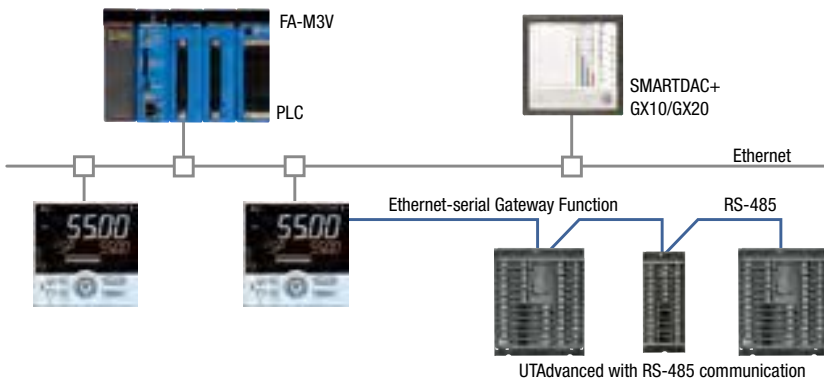 FA-M3V
PLC
SMARTDAC+
GX10/GX20
Ethernet
5500
5500
Ethernet-serial Gateway Function
RS-485
UTAdvanced with RS-485 communication